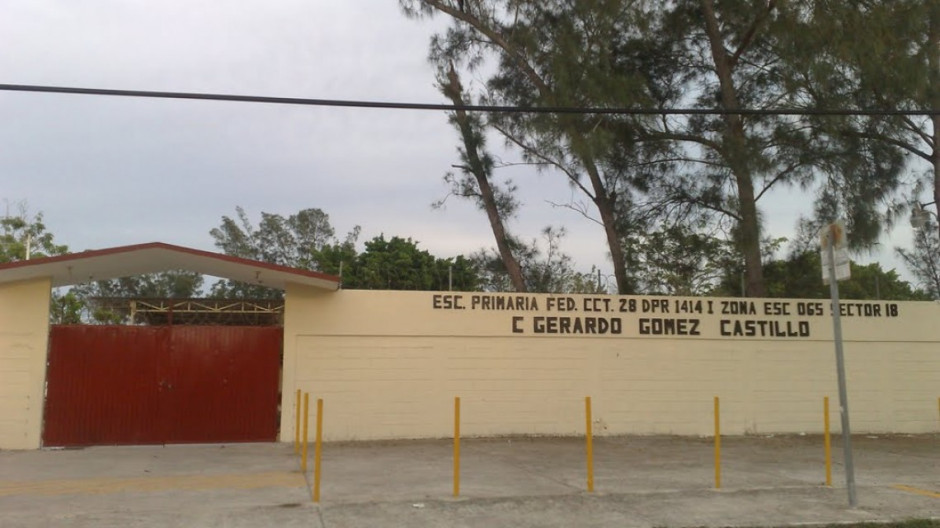 ESC. PRIMARIA FED. CCT. 28 DPR 1414 I ZONA ESC 065 SECTOR 18
C GERARDO GOMEZ CASTILLO